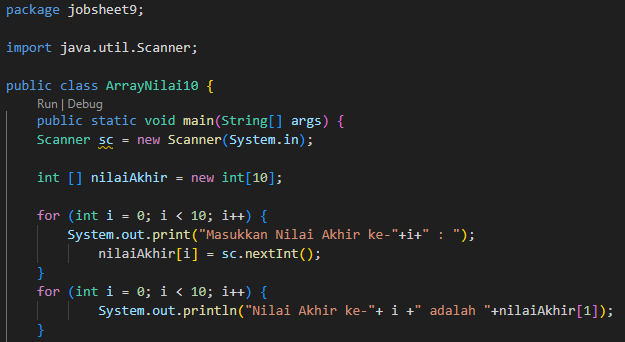 package jobsheet9;
import java.util.Scanner;
public class ArrayNilai10 {
Run | Debug
public static void main(String[] args) {
Scanner sc = new Scanner(System.in);
int [] nilaiAkhir = new int[10];
for (int i = 0; i < 10; i++) {
System.out.print("Masukkan Nilai Akhir ke-"+i+" : ");
nilaiAkhir[i] = sc.nextInt();
}
for (int i = 0; i < 10; i++) {
System.out.println("Nilai Akhir ke-"+ i +" adalah "+nilaiAkhir[1]);
}